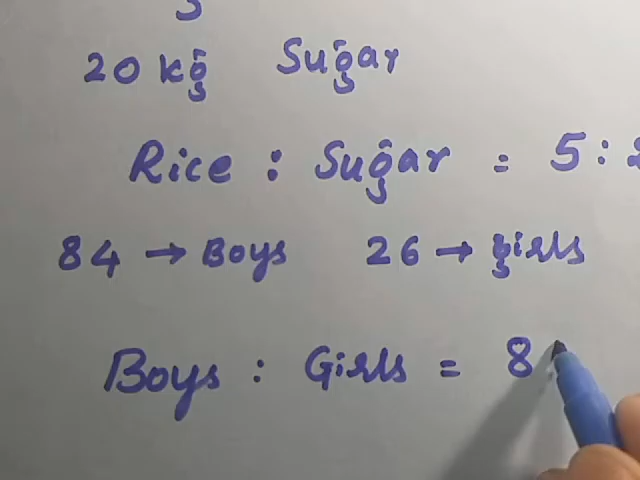 20 kg Sugar
Rice : Sugar = 5 :
84 → Boys 26 → girls
Boys : Girls = 8